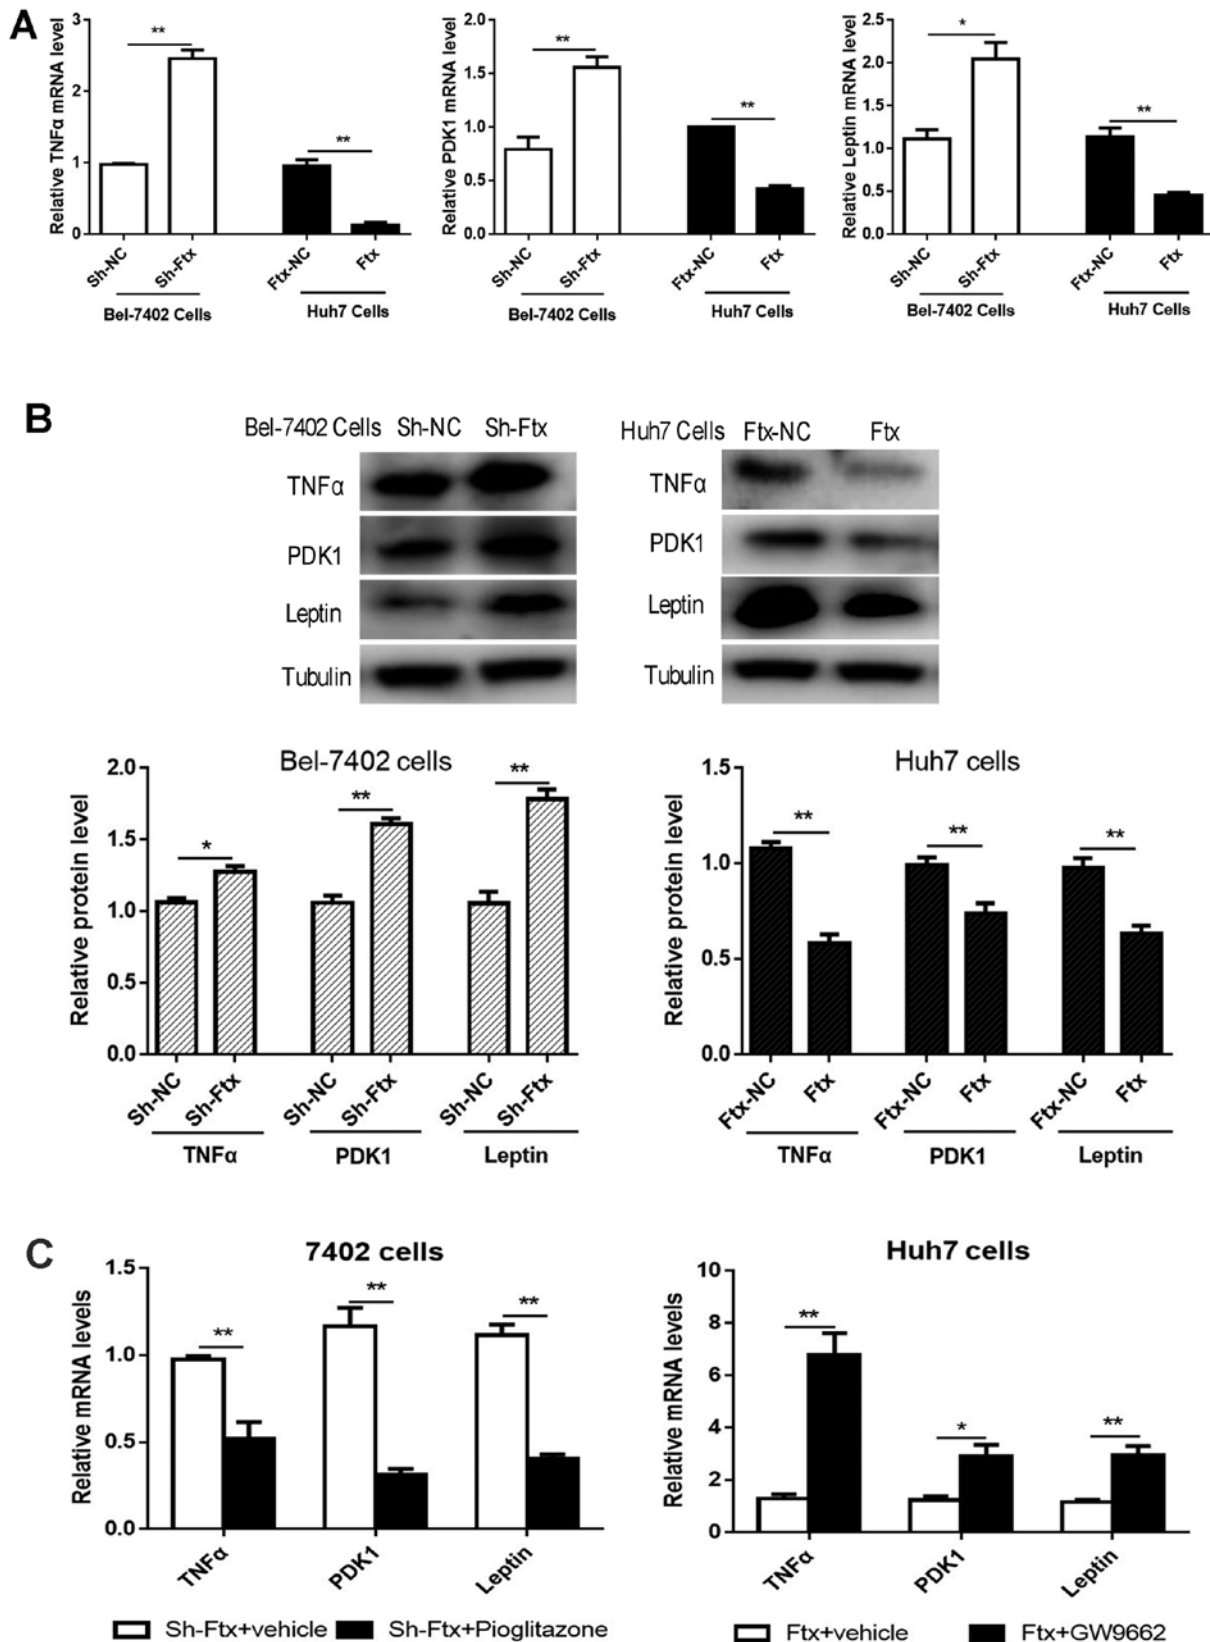 A
Relative TNFα mRNA level
3
2
1
0
**
**
Sh-NC
Sh-Ftx
Ftx-NC
Ftx
Bel-7402 Cells
Huh7 Cells
Relative PDK1 mRNA level
2.0
1.5
1.0
0.5
0.0
**
**
Sh-NC
Sh-Ftx
Ftx-NC
Ftx
Bel-7402 Cells
Huh7 Cells
Relative Leptin mRNA level
2.5
2.0
1.5
1.0
0.5
0.0
*
**
Sh-NC
Sh-Ftx
Ftx-NC
Ftx
Bel-7402 Cells
Huh7 Cells
B
Bel-7402 Cells Sh-NC Sh-Ftx
TNFα
PDK1
Leptin
Tubulin
Huh7 Cells Ftx-NC Ftx
TNFα
PDK1
Leptin
Tubulin
Bel-7402 cells
Relative protein level
2.0
1.5
1.0
0.5
0.0
*
**
**
Sh-NC
Sh-Ftx
Sh-NC
Sh-Ftx
Sh-NC
Sh-Ftx
TNFα
PDK1
Leptin
Huh7 cells
Relative protein level
1.5
1.0
0.5
0.0
**
**
**
Ftx-NC
Ftx
Ftx-NC
Ftx
Ftx-NC
Ftx
TNFα
PDK1
Leptin
C
7402 cells
Relative mRNA levels
1.5
1.0
0.5
0.0
**
**
**
TNFα
PDK1
Leptin
Sh-Ftx+vehicle
Sh-Ftx+Pioglitazone
Huh7 cells
Relative mRNA levels
10
8
6
4
2
0
**
*
**
TNFα
PDK1
Leptin
Ftx+vehicle
Ftx+GW9662